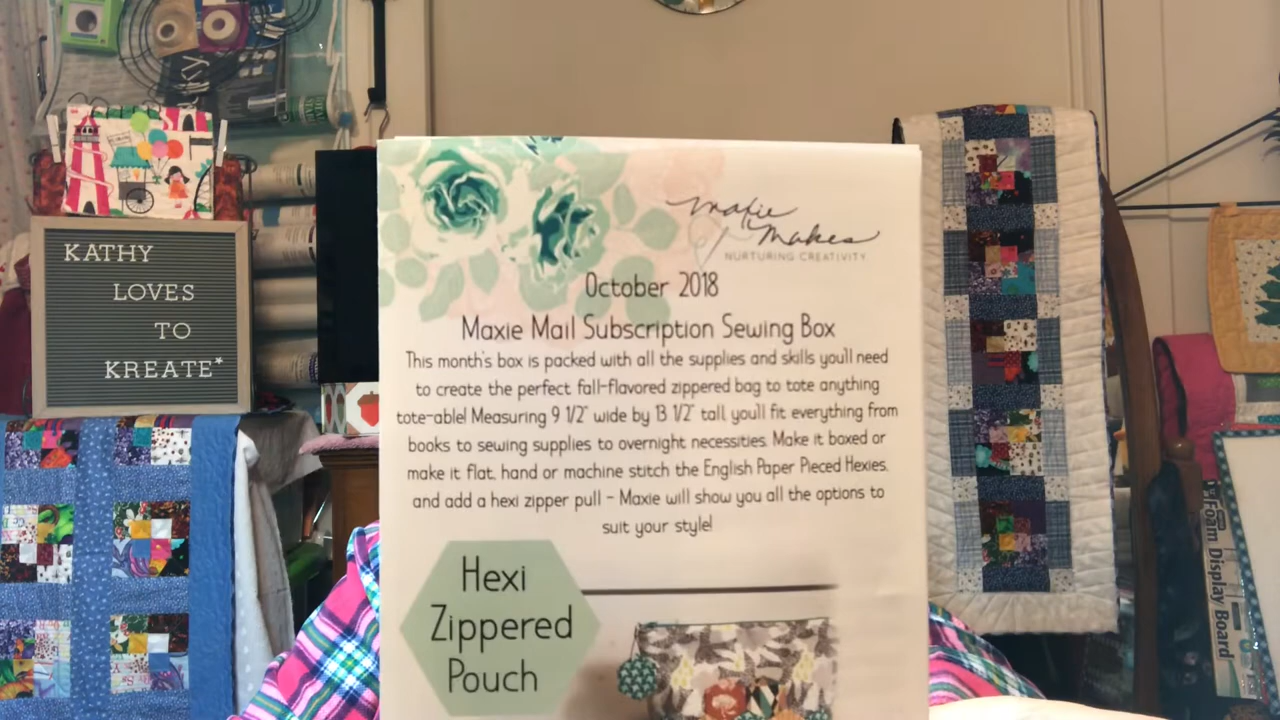 KATHY
LOVES
TO
KREATE*
Maxie
Makes
NURTURING CREATIVITY
October 2018
Maxie Mail Subscription Sewing Box
This month's box is packed with all the supplies and skills you'll need
to create the perfect fall-flavored zippered bag to tote anything
tote-able! Measuring 9 1/2" wide by 13 1/2" tall, you'll fit everything from
books to sewing supplies to overnight necessities. Make it boxed or
make it flat, hand or machine stitch the English Paper Pieced Hexies,
and add a hexi zipper pull - Maxie will show you all the options to
suit your style!
Hexi
Zippered
Pouch
Foam Display Board